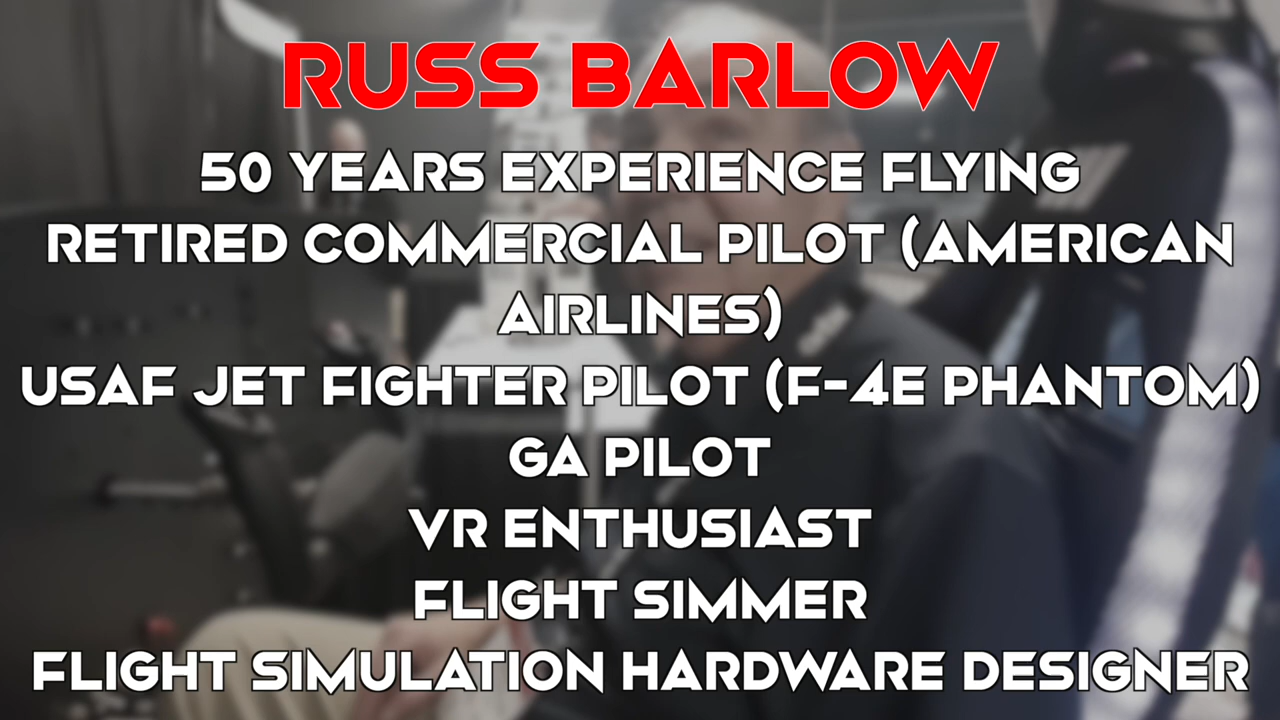 RUSS BARLOW
50 YEARS EXPERIENCE FLYING
RETIRED COMMERCIAL PILOT (AMERICAN
AIRLINES)
USAF JET FIGHTER PILOT (F-4E PHANTOM)
GA PILOT
VR ENTHUSIAST
FLIGHT SIMMER
FLIGHT SIMULATION HARDWARE DESIGNER